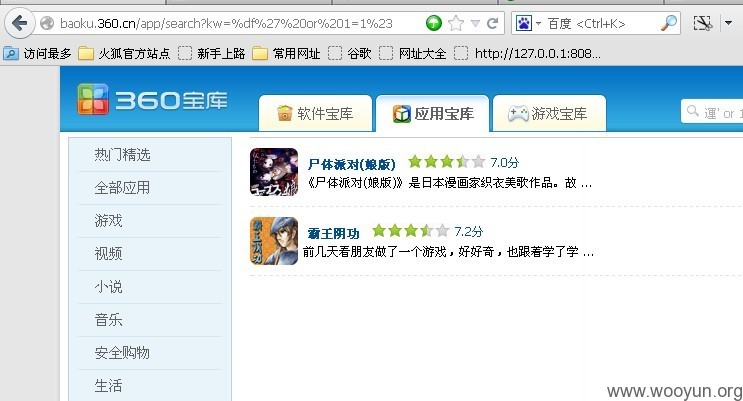 baoku.360.cn/app/search?kw=%df%27%20or%201=1%23
百度 <Ctrl+K>
访问最多 火狐官方站点 新手上路 常用网址 谷歌 网址大全 http://127.0.0.1:808...
360宝库 软件宝库 应用宝库 游戏宝库 運' or 1
热门精选
全部应用
游戏
视频
小说
音乐
安全购物
生活
尸体派对(娘版) 7.0分
《尸体派对(娘版)》是日本漫画家织衣美歌作品。故 ...
霸王阴功 7.2分
前几天看朋友做了一个游戏，好好奇，也跟着学了学 ...
www.wooyun.org